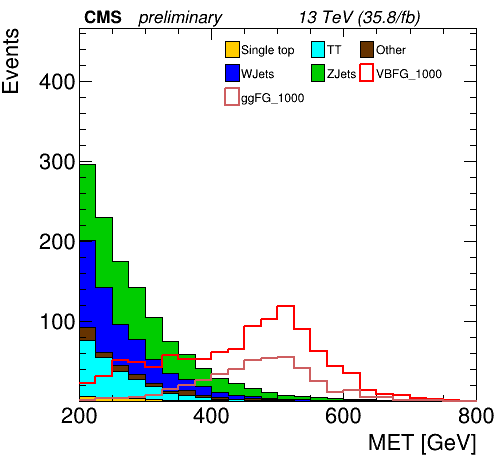 CMS preliminary 13 TeV (35.8/fb)
Events
Single top TT Other
WJets ZJets VBFG_1000
ggFG_1000
400
300
200
100
200 400 600 800
MET [GeV]